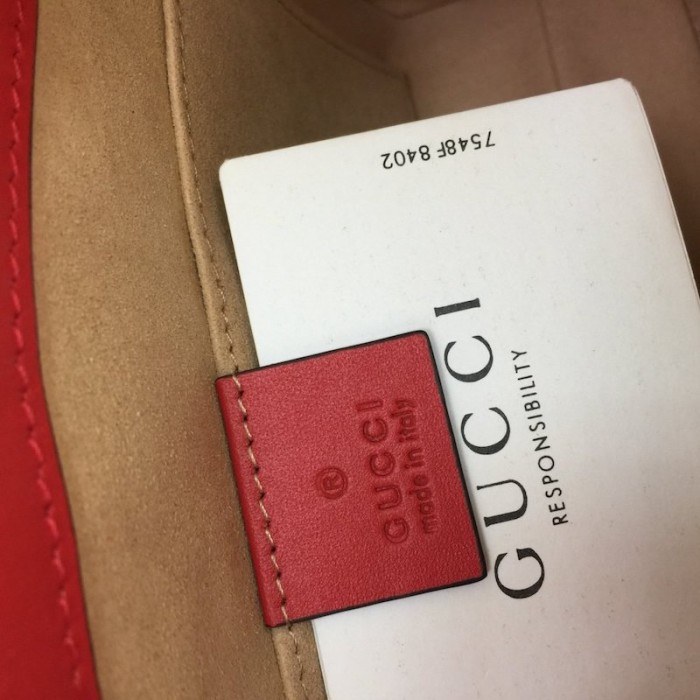 7548F 8402
GUCCI
RESPONSIBILITY
®
GUCCI
made in italy